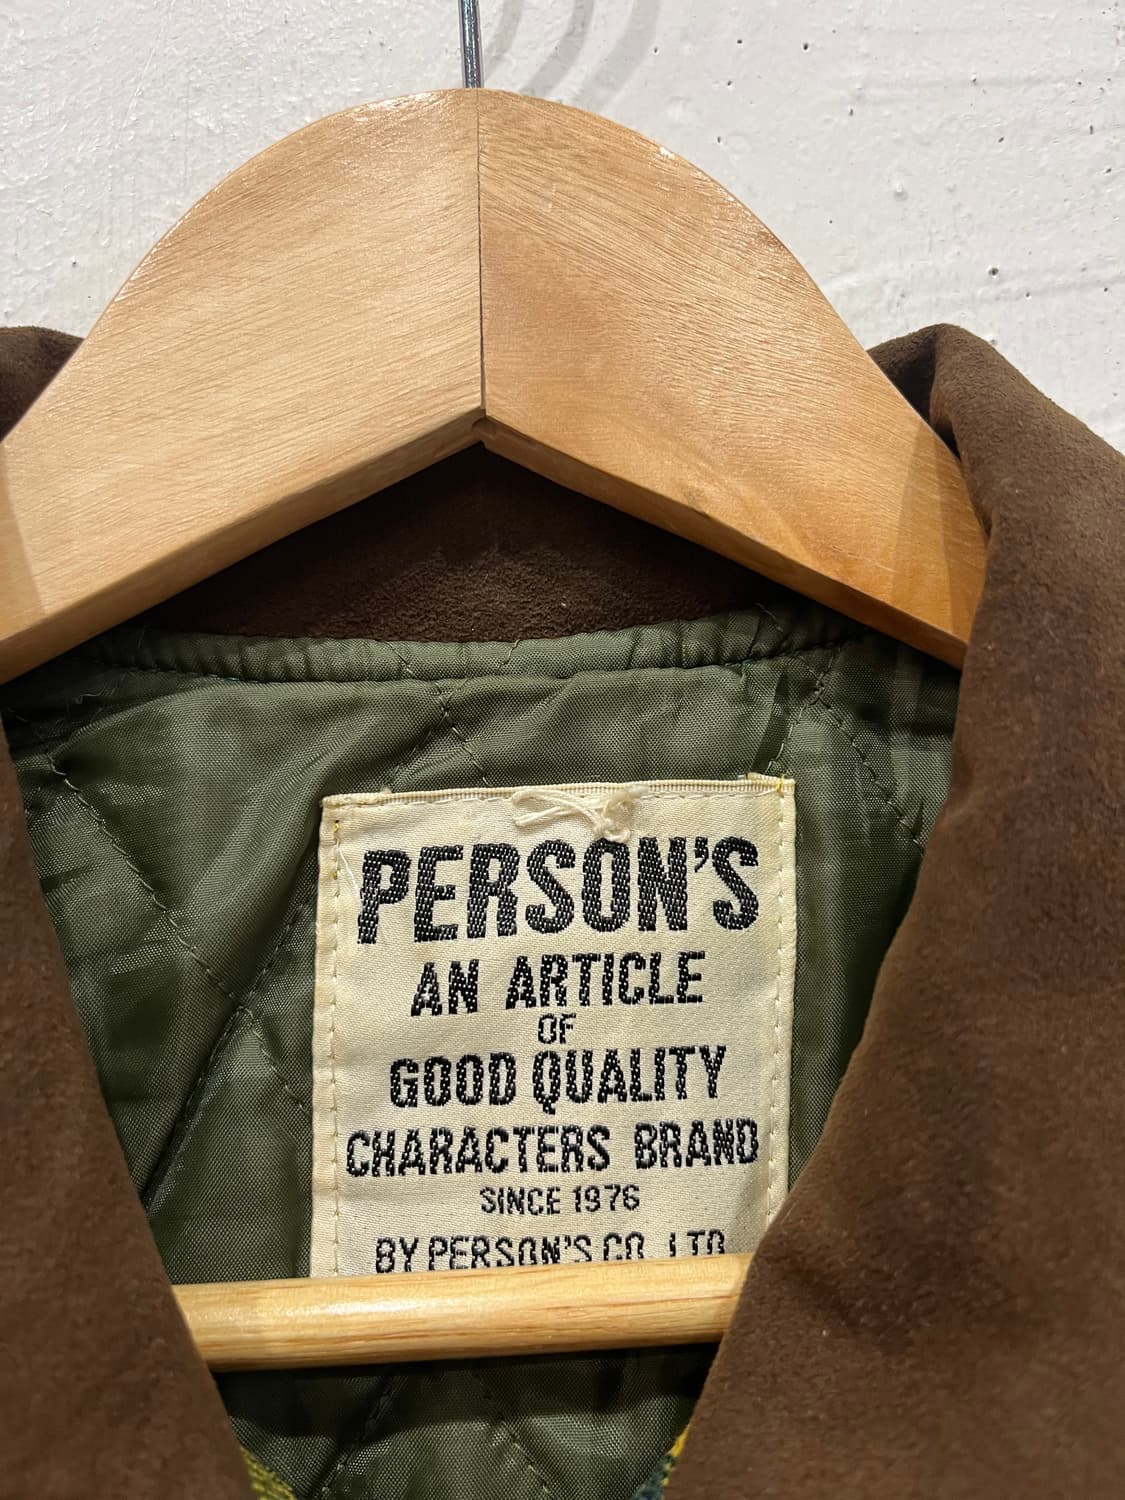 PERSON'S
AN ARTICLE
OF
GOOD QUALITY
CHARACTERS BRAND
SINCE 1976
BY PERSON'S CO. LTD.